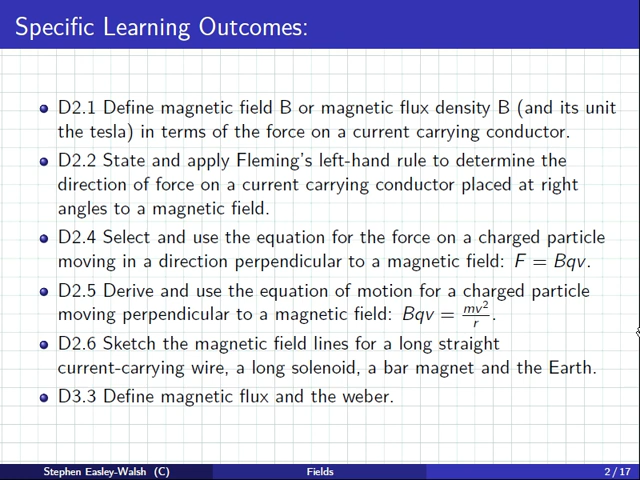 Specific Learning Outcomes:
D2.1 Define magnetic field B or magnetic flux density B (and its unit
the tesla) in terms of the force on a current carrying conductor.
D2.2 State and apply Fleming's left-hand rule to determine the
direction of force on a current carrying conductor placed at right
angles to a magnetic field.
D2.4 Select and use the equation for the force on a charged particle
moving in a direction perpendicular to a magnetic field: F = Bqv.
D2.5 Derive and use the equation of motion for a charged particle
moving perpendicular to a magnetic field: Bqv = mv²/r.
D2.6 Sketch the magnetic field lines for a long straight
current-carrying wire, a long solenoid, a bar magnet and the Earth.
D3.3 Define magnetic flux and the weber.
Stephen Easley-Walsh (C) Fields 2 / 17